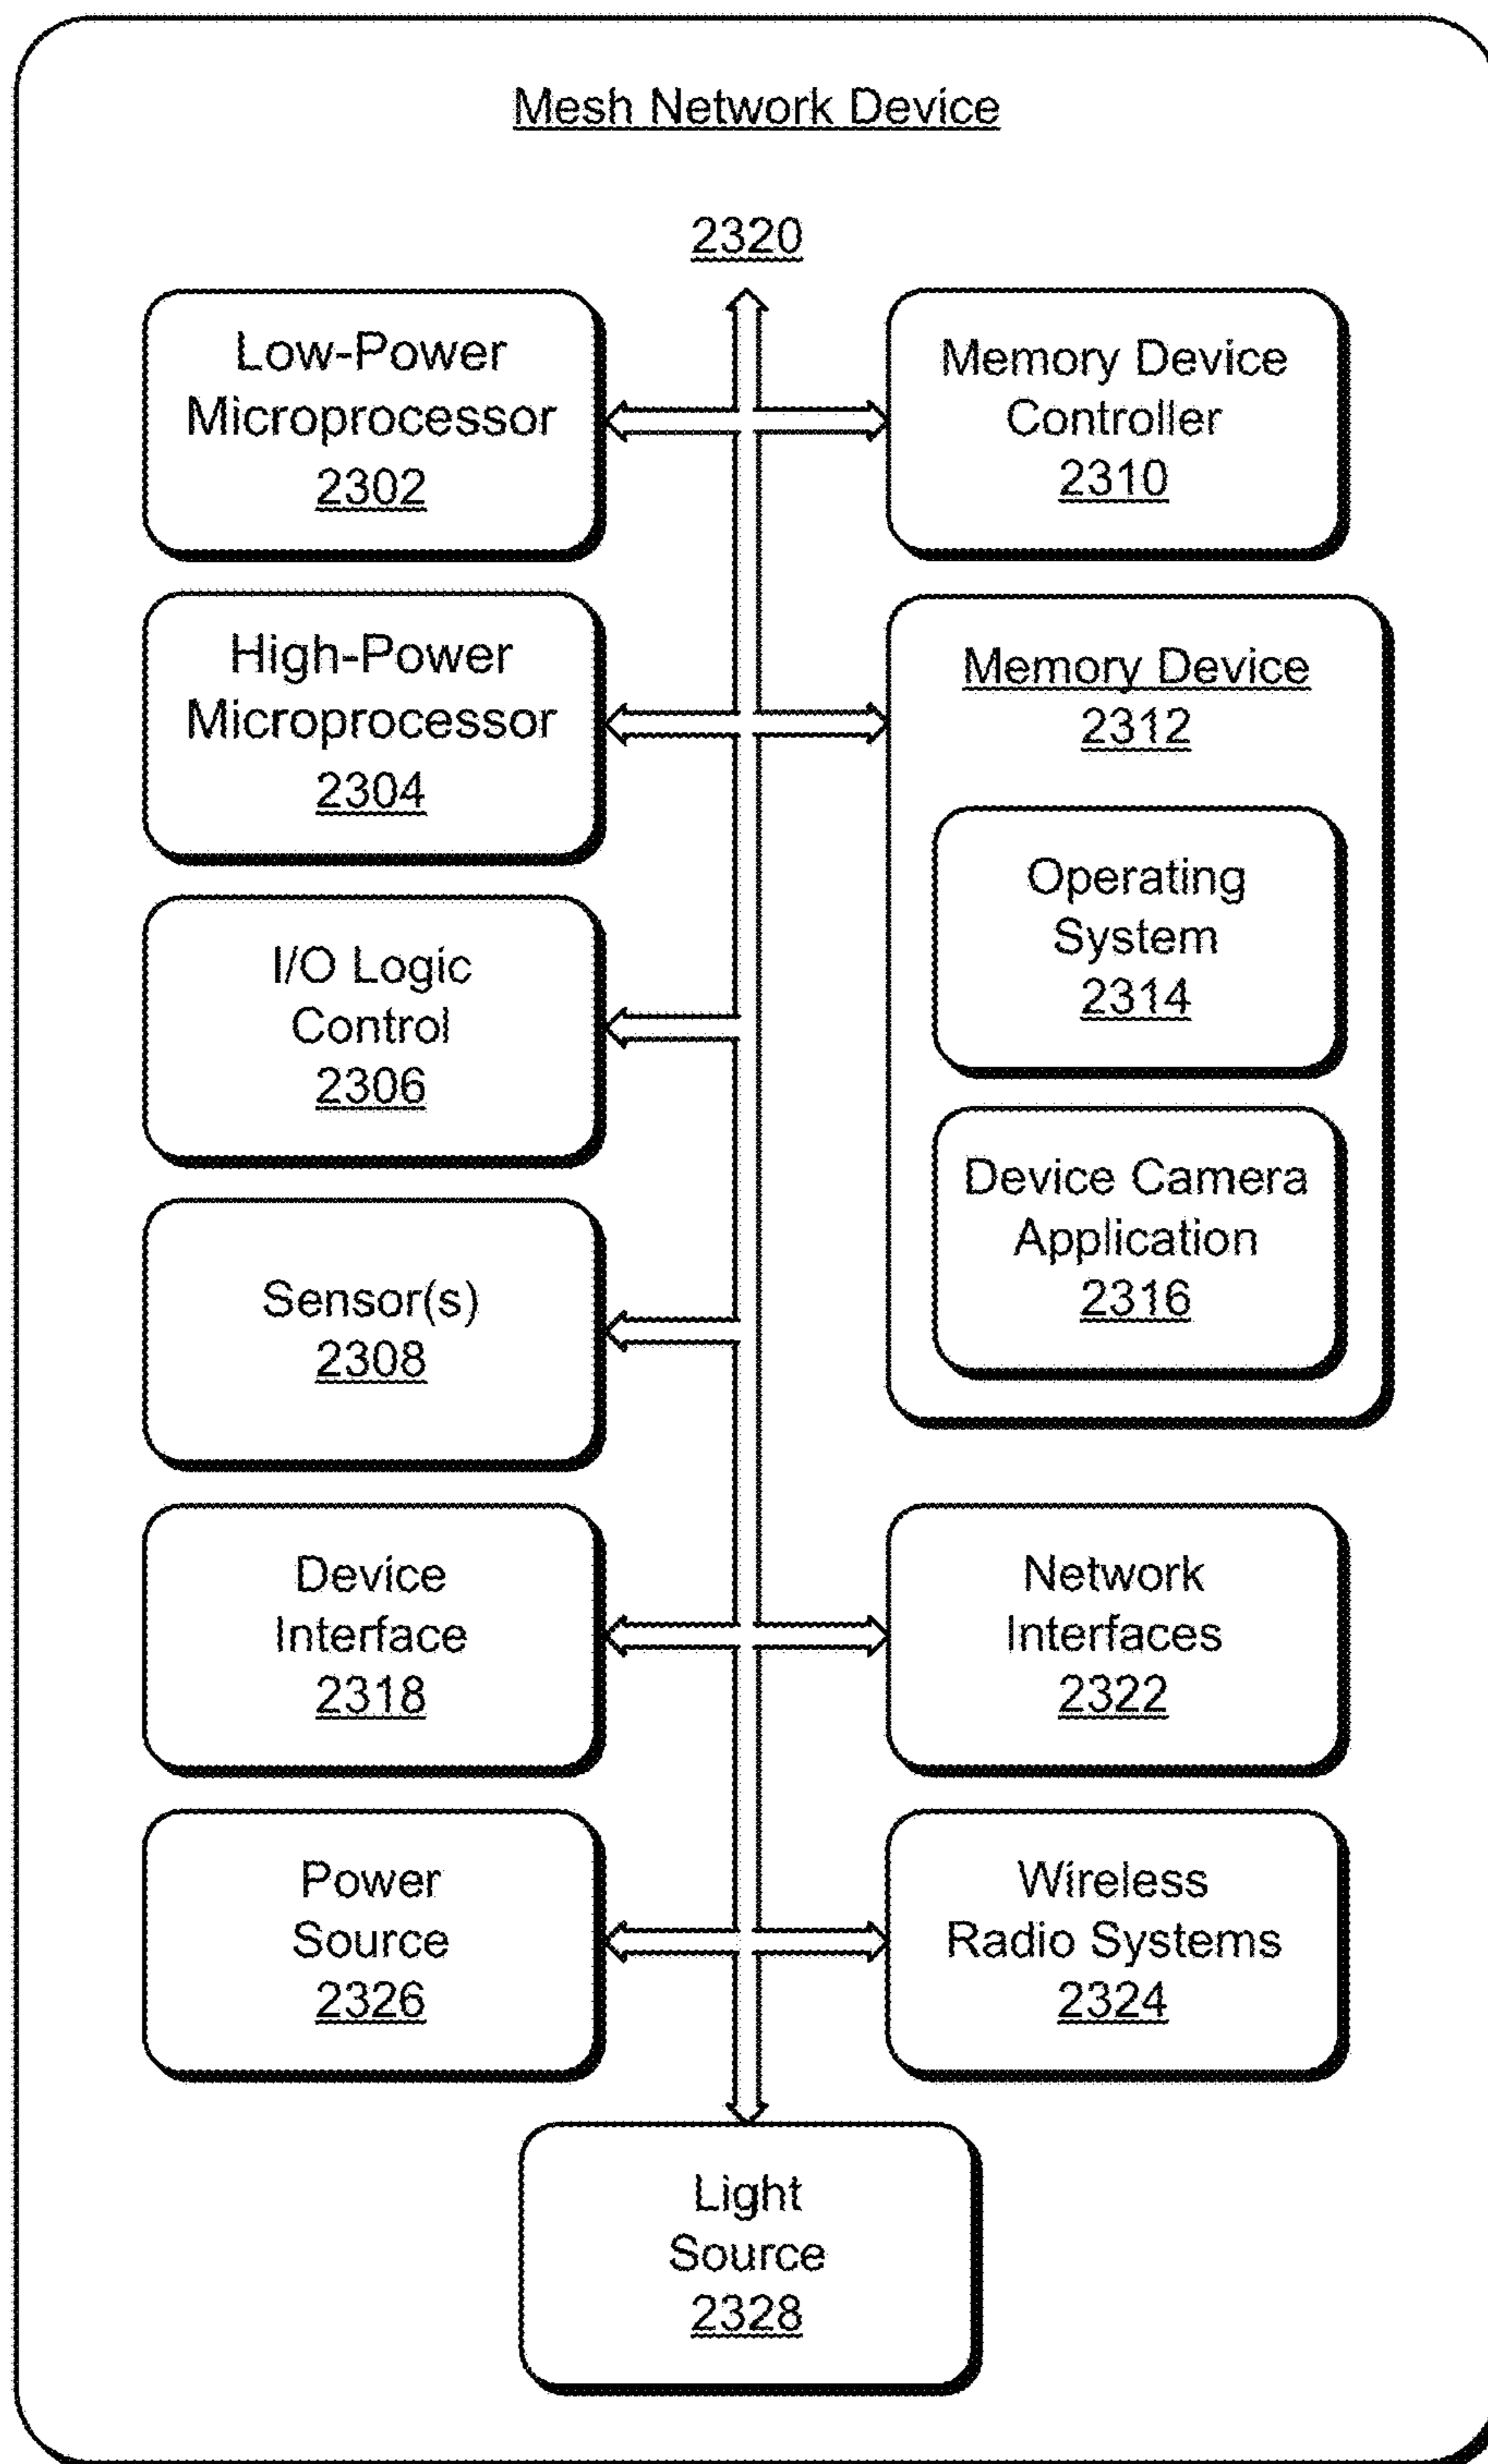 Mesh Network Device
2320
Low-Power
Microprocessor
2302
Memory Device
Controller
2310
High-Power
Microprocessor
2304
Memory Device
2312
Operating
System
2314
I/O Logic
Control
2306
Device Camera
Application
2316
Sensor(s)
2308
Device
Interface
2318
Network
Interfaces
2322
Power
Source
2326
Wireless
Radio Systems
2324
Light
Source
2328